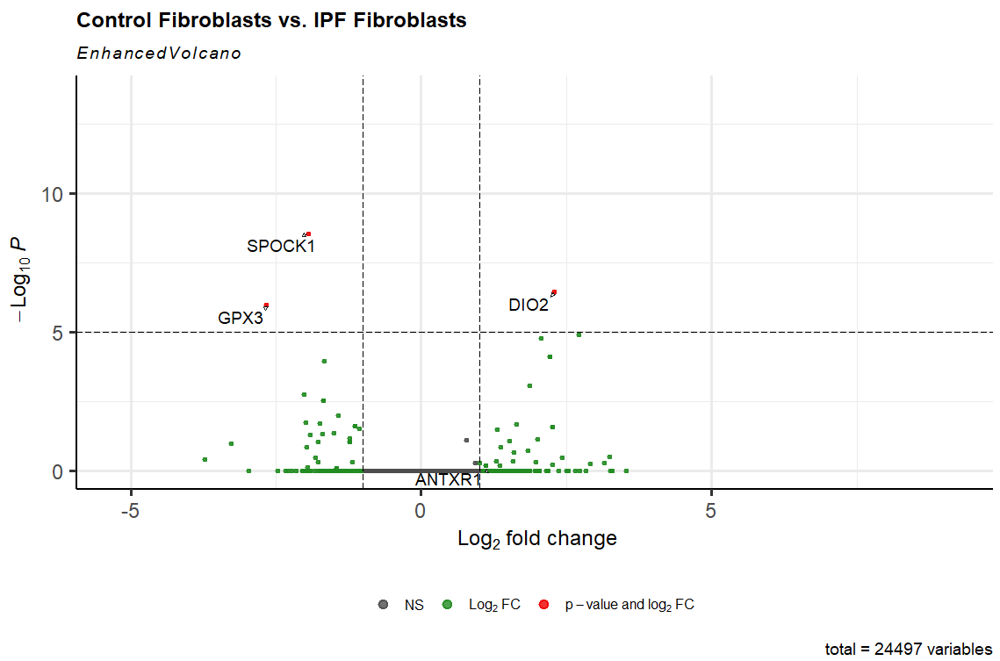 Control Fibroblasts vs. IPF Fibroblasts
EnhancedVolcano
−Log₁₀ P
10
5
0
SPOCK1
GPX3
DIO2
ANTXR1
-5
0
5
Log₂ fold change
NS
Log₂ FC
p − value and log₂ FC
total = 24497 variables